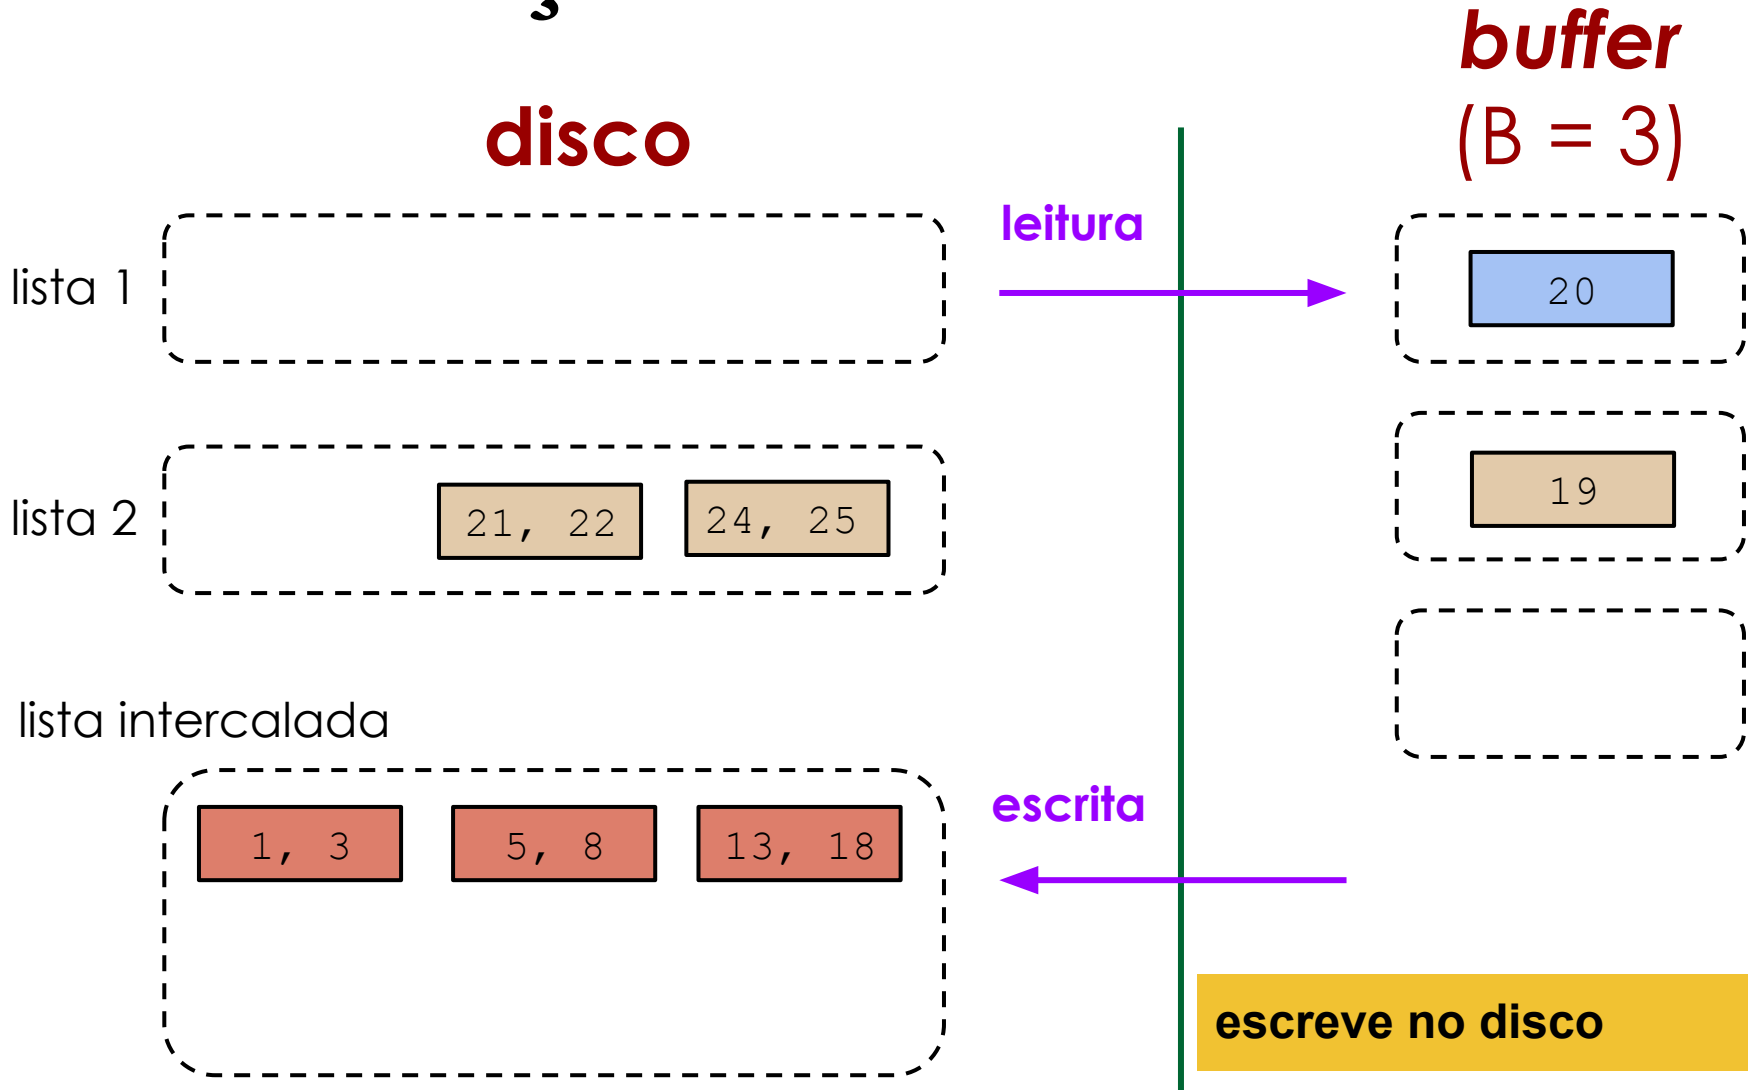 buffer
disco
(B = 3)
leitura
lista 1
20
lista 2
21, 22
24, 25
19
lista intercalada
escrita
1, 3
5, 8
13, 18
escreve no disco